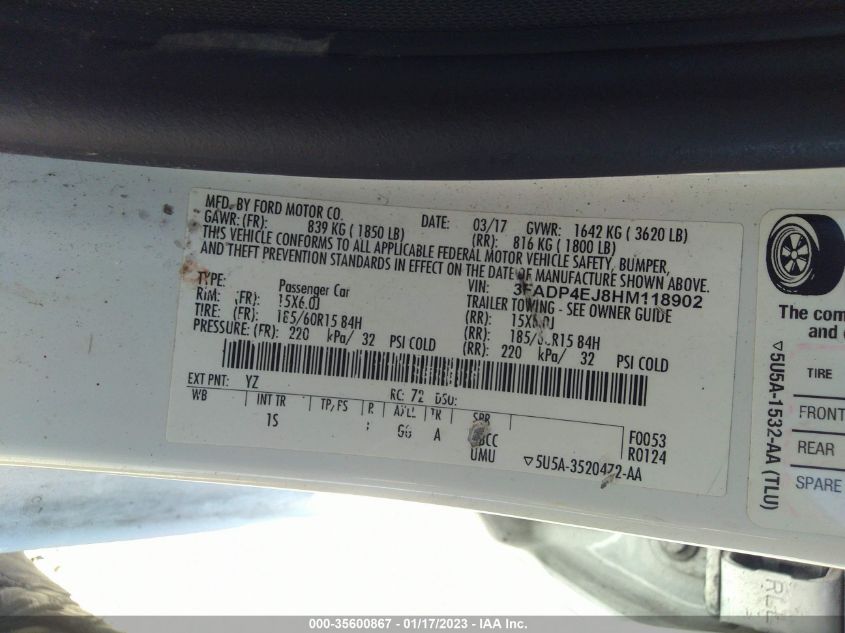 MFD. BY FORD MOTOR CO. DATE: 03/17 GVWR: 1642 KG ( 3620 LB)
GAWR: (FR): 839 KG ( 1850 LB) (RR): 816 KG ( 1800 LB)
THIS VEHICLE CONFORMS TO ALL APPLICABLE FEDERAL MOTOR VEHICLE SAFETY, BUMPER,
AND THEFT PREVENTION STANDARDS IN EFFECT ON THE DATE OF MANUFACTURE SHOWN ABOVE.
VIN: 3FADP4EJ8HM118902
TYPE: Passenger Car TRAILER TOWING - SEE OWNER GUIDE
RIM: (FR): 15X6.0J (RR): 15X6.0J
TIRE: (FR): 185/60R15 84H (RR): 185/60R15 84H
PRESSURE: (FR): 220 kPa/ 32 PSI COLD (RR): 220 kPa/ 32 PSI COLD
EXT PNT: YZ RC: 72 DSO:
WB INT TR TP/PS R AXLE TR SPR
1S G6 A UMU
F0053
R0124
▽5U5A-3520472-AA
The com
and
TIRE
FRONT
REAR
SPARE
▽5U5A-1532-AA (TLU)
000-35600867 - 01/17/2023 - IAA Inc.